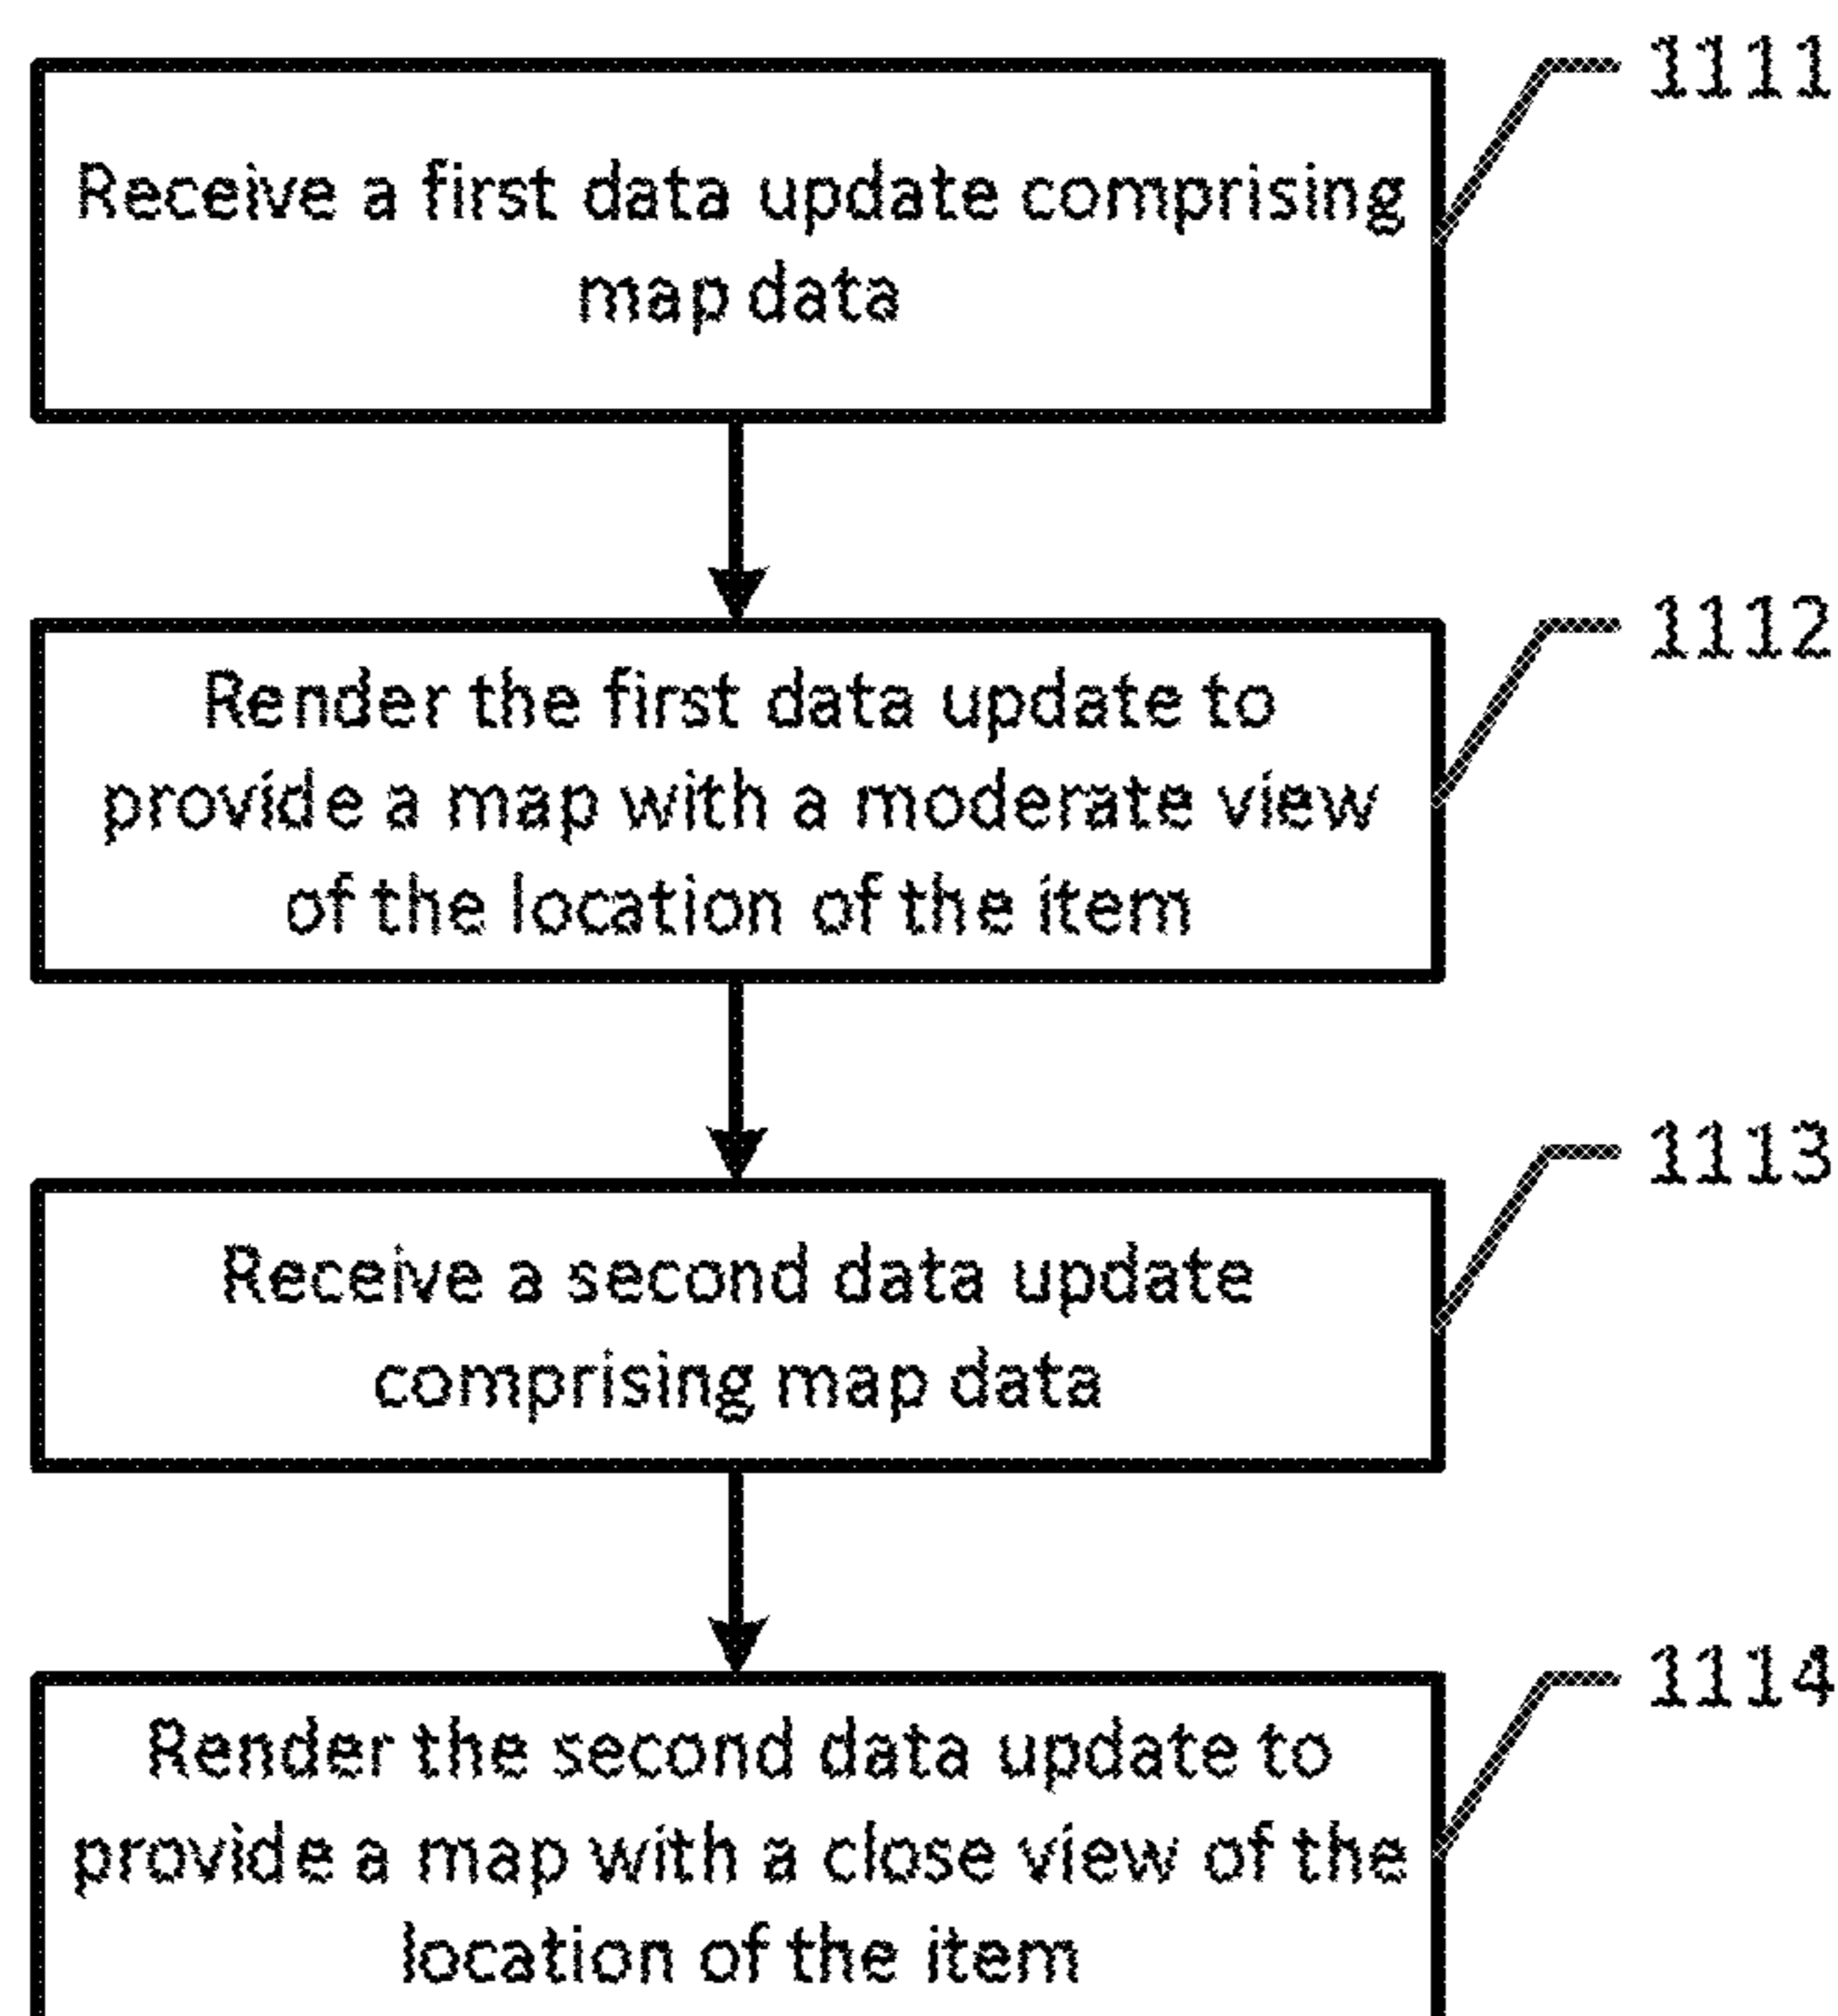 1111
Receive a first data update comprising
map data
1112
Render the first data update to
provide a map with a moderate view
of the location of the item
1113
Receive a second data update
comprising map data
1114
Render the second data update to
provide a map with a close view of the
location of the item